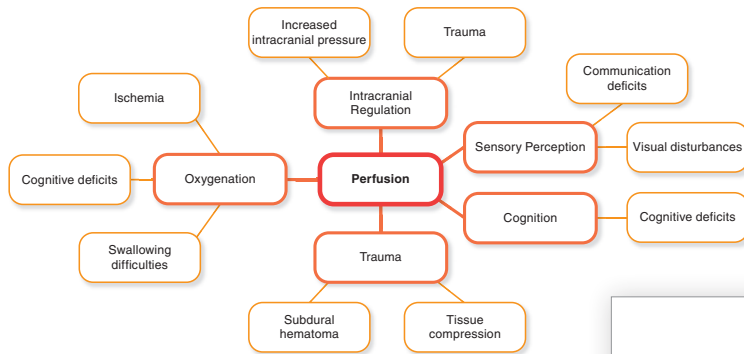 Increased
intracranial pressure
Trauma
Intracranial
Regulation
Communication
deficits
Ischemia
Sensory Perception
Visual disturbances
Cognitive deficits
Oxygenation
Perfusion
Cognition
Cognitive deficits
Swallowing
difficulties
Trauma
Subdural
hematoma
Tissue
compression